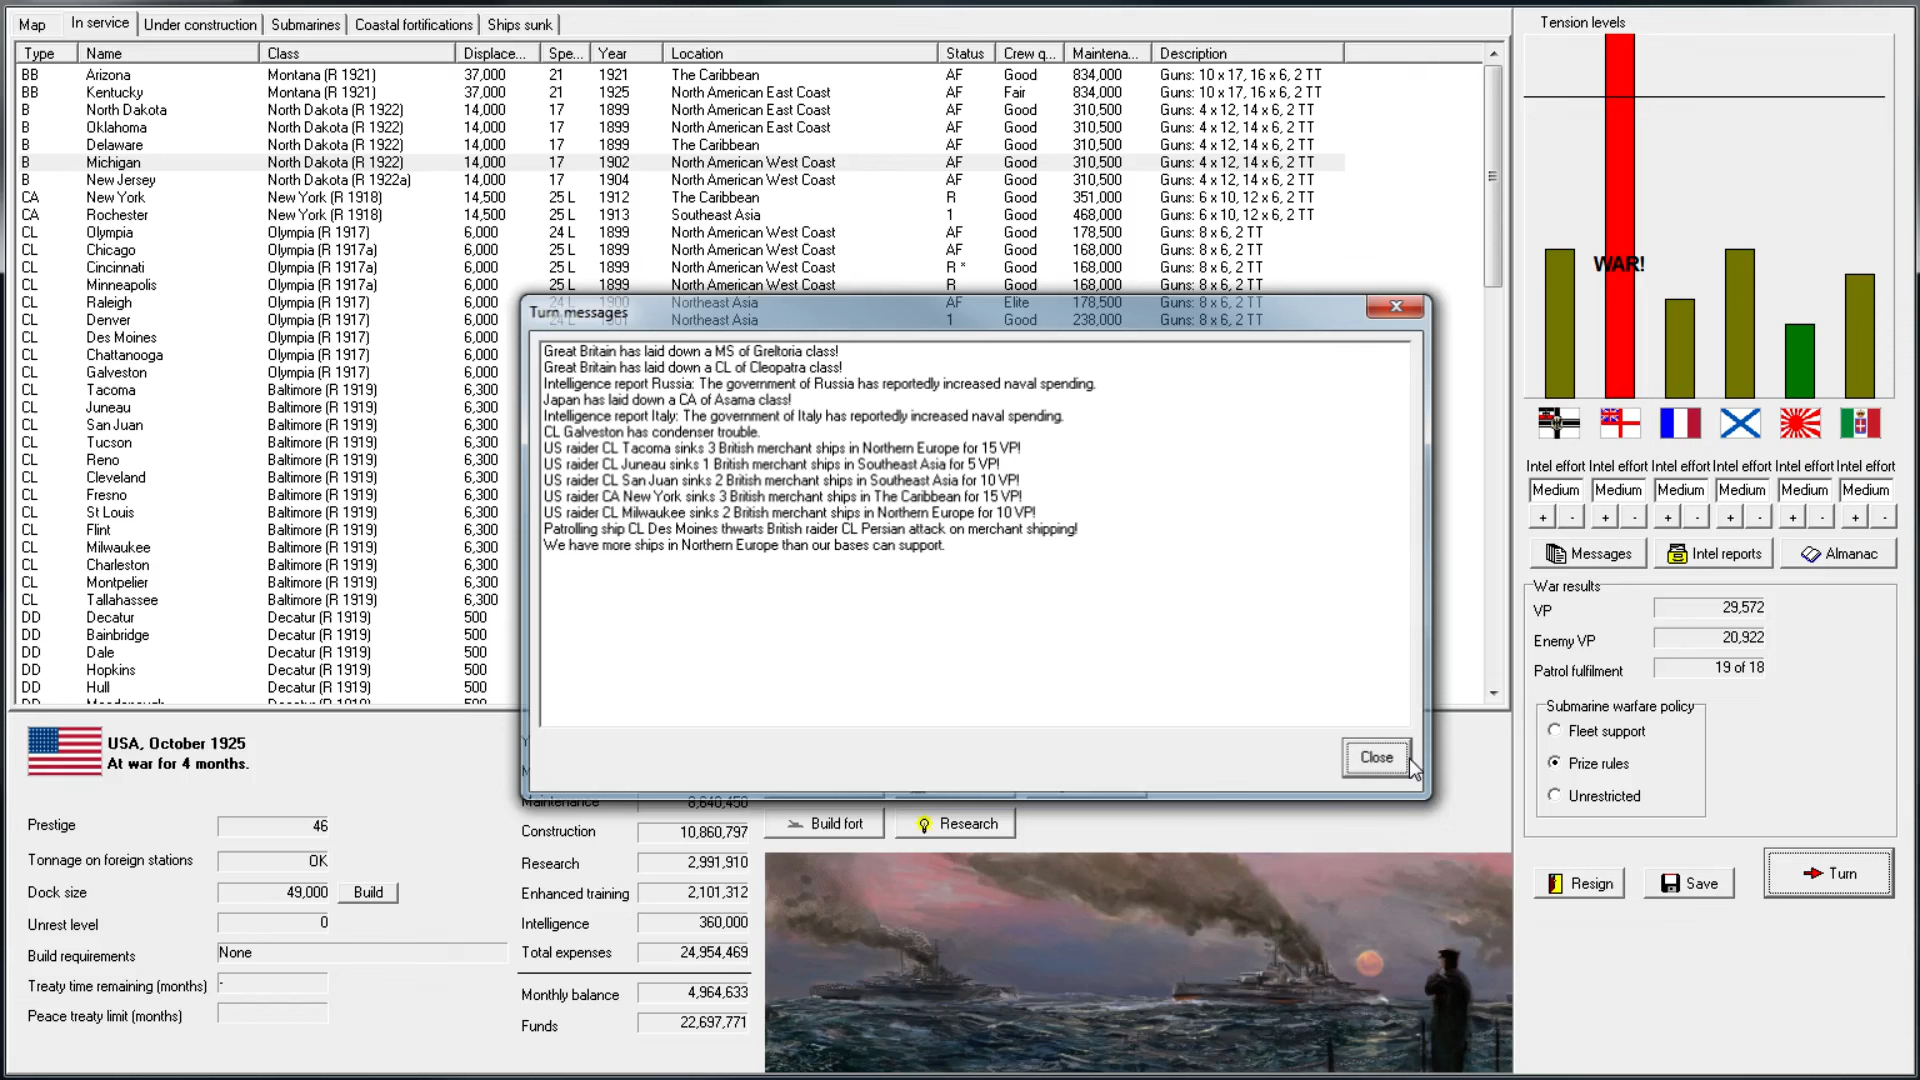 Map In service Under construction Submarines Coastal fortifications Ships sunk
Type Name Class Displace... Spe... Year Location Status Crew q... Maintena... Description
BB Arizona Montana (R 1921) 37,000 21 1921 The Caribbean AF Good 834,000 Guns: 10 x 17, 16 x 6, 2 TT
BB Kentucky Montana (R 1921) 37,000 21 1925 North American East Coast AF Fair 834,000 Guns: 10 x 17, 16 x 6, 2 TT
B North Dakota North Dakota (R 1922) 14,000 17 1899 North American East Coast AF Good 310,500 Guns: 4 x 12, 14 x 6, 2 TT
B Oklahoma North Dakota (R 1922) 14,000 17 1899 North American East Coast AF Good 310,500 Guns: 4 x 12, 14 x 6, 2 TT
B Delaware North Dakota (R 1922) 14,000 17 1899 The Caribbean AF Good 310,500 Guns: 4 x 12, 14 x 6, 2 TT
B Michigan North Dakota (R 1922) 14,000 17 1902 North American West Coast AF Good 310,500 Guns: 4 x 12, 14 x 6, 2 TT
B New Jersey North Dakota (R 1922a) 14,000 17 1904 North American West Coast AF Good 310,500 Guns: 4 x 12, 14 x 6, 2 TT
CA New York New York (R 1918) 14,500 25 L 1912 The Caribbean R Good 351,000 Guns: 6 x 10, 12 x 6, 2 TT
CA Rochester New York (R 1918) 14,500 25 L 1913 Southeast Asia 1 Good 468,000 Guns: 6 x 10, 12 x 6, 2 TT
CL Olympia Olympia (R 1917) 6,000 24 L 1899 North American West Coast AF Good 178,500 Guns: 8 x 6, 2 TT
CL Chicago Olympia (R 1917a) 6,000 25 L 1899 North American West Coast AF Good 168,000 Guns: 8 x 6, 2 TT
CL Cincinnati Olympia (R 1917a) 6,000 25 L 1899 North American West Coast R * Good 168,000 Guns: 8 x 6, 2 TT
CL Minneapolis Olympia (R 1917a) 6,000 25 L 1899 North American West Coast R Good 168,000 Guns: 8 x 6, 2 TT
CL Raleigh Olympia (R 1917) 6,000 24 L 1900 Northeast Asia AF Elite 178,500 Guns: 8 x 6, 2 TT
CL Denver Olympia (R 1917) 6,000 24 L Northeast Asia 1 Good 238,000 Guns: 8 x 6, 2 TT
CL Des Moines Olympia (R 1917) 6,000
CL Chattanooga Olympia (R 1917) 6,000
CL Galveston Olympia (R 1917) 6,000
CL Tacoma Baltimore (R 1919) 6,300
CL Juneau Baltimore (R 1919) 6,300
CL San Juan Baltimore (R 1919) 6,300
CL Tucson Baltimore (R 1919) 6,300
CL Reno Baltimore (R 1919) 6,300
CL Cleveland Baltimore (R 1919) 6,300
CL Fresno Baltimore (R 1919) 6,300
CL St Louis Baltimore (R 1919) 6,300
CL Flint Baltimore (R 1919) 6,300
CL Milwaukee Baltimore (R 1919) 6,300
CL Charleston Baltimore (R 1919) 6,300
CL Montpelier Baltimore (R 1919) 6,300
CL Tallahassee Baltimore (R 1919) 6,300
DD Decatur Decatur (R 1919) 500
DD Bainbridge Decatur (R 1919) 500
DD Dale Decatur (R 1919) 500
DD Hopkins Decatur (R 1919) 500
DD Hull Decatur (R 1919) 500
Turn messages
Great Britain has laid down a MS of Greltoria class!
Great Britain has laid down a CL of Cleopatra class!
Intelligence report Russia: The government of Russia has reportedly increased naval spending.
Japan has laid down a CA of Asama class!
Intelligence report Italy: The government of Italy has reportedly increased naval spending.
CL Galveston has condenser trouble.
US raider CL Tacoma sinks 3 British merchant ships in Northern Europe for 15 VP!
US raider CL Juneau sinks 1 British merchant ships in Southeast Asia for 5 VP!
US raider CL San Juan sinks 2 British merchant ships in Southeast Asia for 10 VP!
US raider CA New York sinks 3 British merchant ships in The Caribbean for 15 VP!
US raider CL Milwaukee sinks 2 British merchant ships in Northern Europe for 10 VP!
Patrolling ship CL Des Moines thwarts British raider CL Persian attack on merchant shipping!
We have more ships in Northern Europe than our bases can support.
Close
USA, October 1925
At war for 4 months.
Prestige 46
Tonnage on foreign stations OK
Dock size 49,000 Build
Unrest level 0
Build requirements None
Treaty time remaining (months) -
Peace treaty limit (months)
Maintenance 8,640,450
Construction 10,860,797
Research 2,991,910
Enhanced training 2,101,312
Intelligence 360,000
Total expenses 24,954,469
Monthly balance 4,964,633
Funds 22,697,771
Build fort Research
Tension levels
WAR!
Intel effort Intel effort Intel effort Intel effort Intel effort Intel effort
Medium Medium Medium Medium Medium Medium
+ - + - + - + - + - + -
Messages Intel reports Almanac
War results
VP 29,572
Enemy VP 20,922
Patrol fulfilment 19 of 18
Submarine warfare policy
Fleet support
Prize rules
Unrestricted
Resign Save Turn